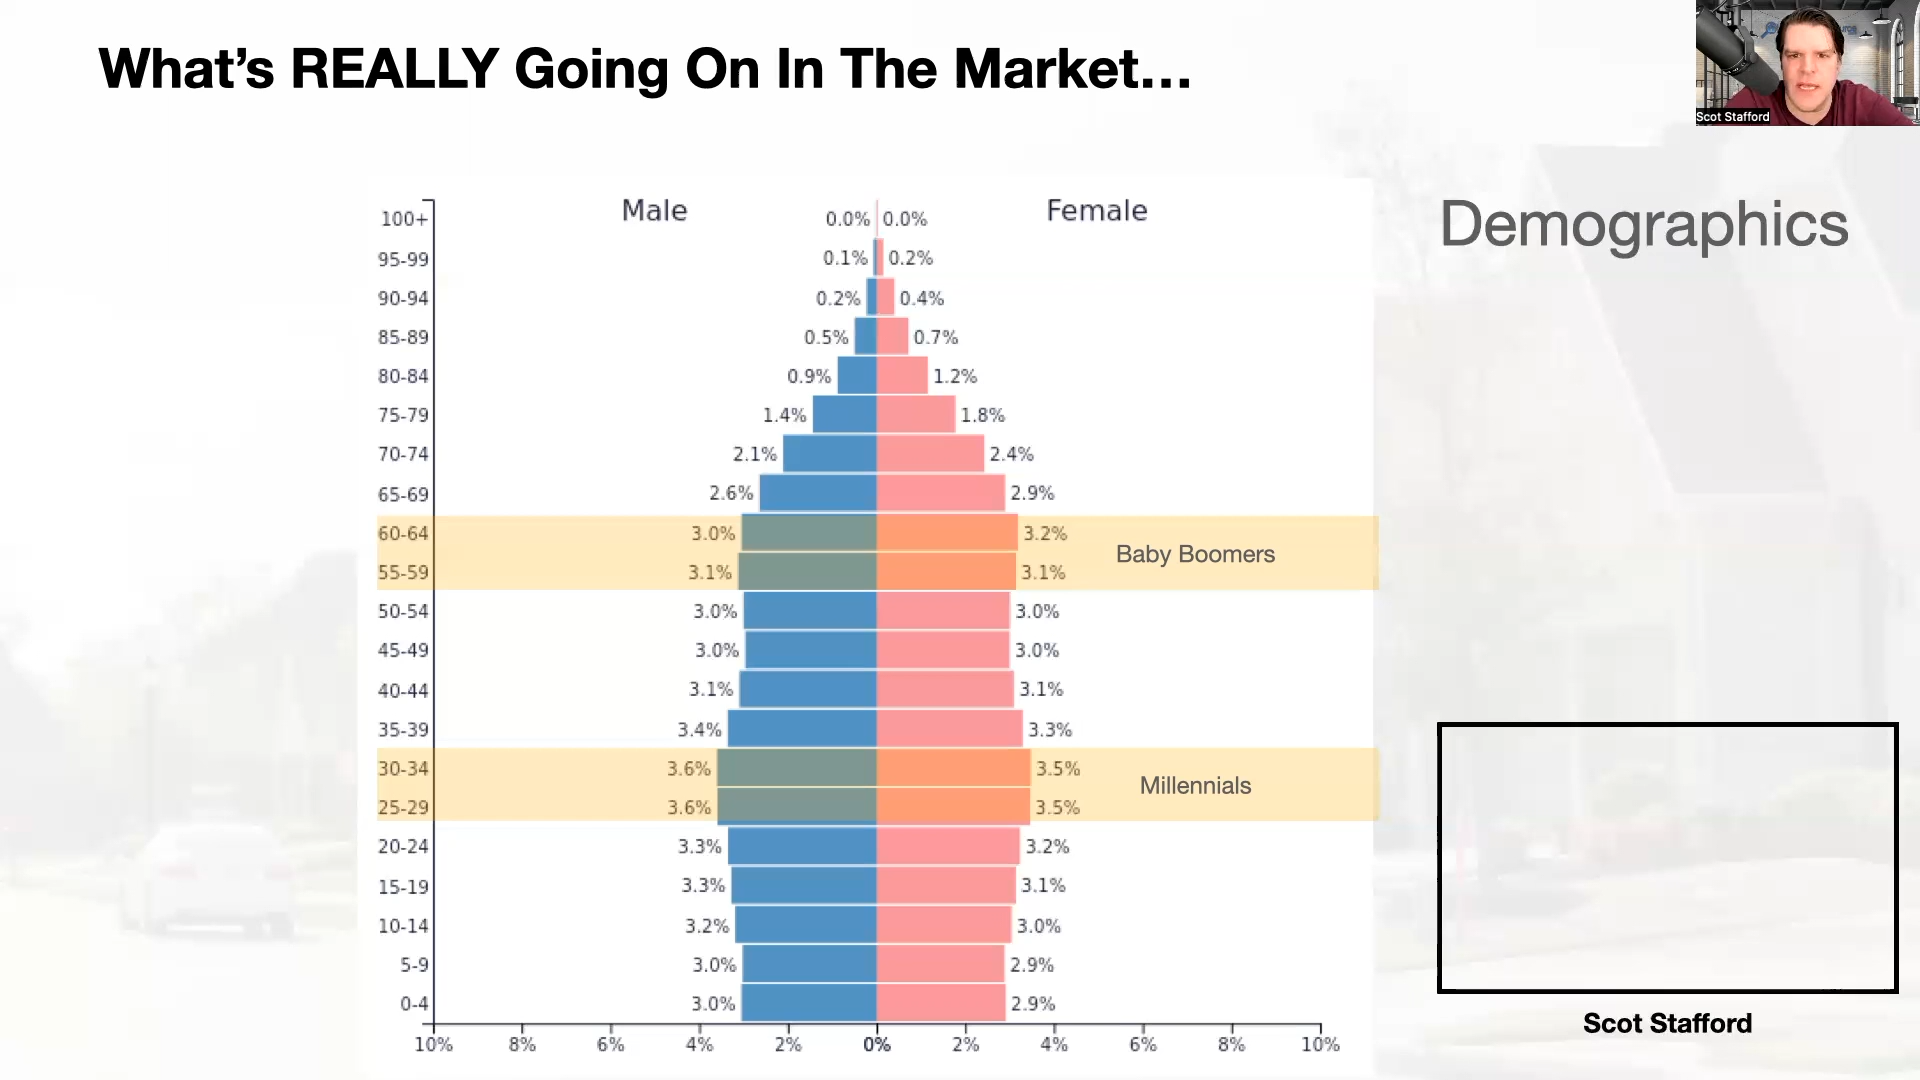 What's REALLY Going On In The Market...
Scot Stafford
Demographics
Male Female
100+ 0.0% 0.0%
95-99 0.1% 0.2%
90-94 0.2% 0.4%
85-89 0.5% 0.7%
80-84 0.9% 1.2%
75-79 1.4% 1.8%
70-74 2.1% 2.4%
65-69 2.6% 2.9%
60-64 3.0% 3.2%
Baby Boomers
55-59 3.1% 3.1%
50-54 3.0% 3.0%
45-49 3.0% 3.0%
40-44 3.1% 3.1%
35-39 3.4% 3.3%
30-34 3.6% 3.5%
Millennials
25-29 3.6% 3.5%
20-24 3.3% 3.2%
15-19 3.3% 3.1%
10-14 3.2% 3.0%
5-9 3.0% 2.9%
0-4 3.0% 2.9%
10% 8% 6% 4% 2% 0% 2% 4% 6% 8% 10%
Scot Stafford